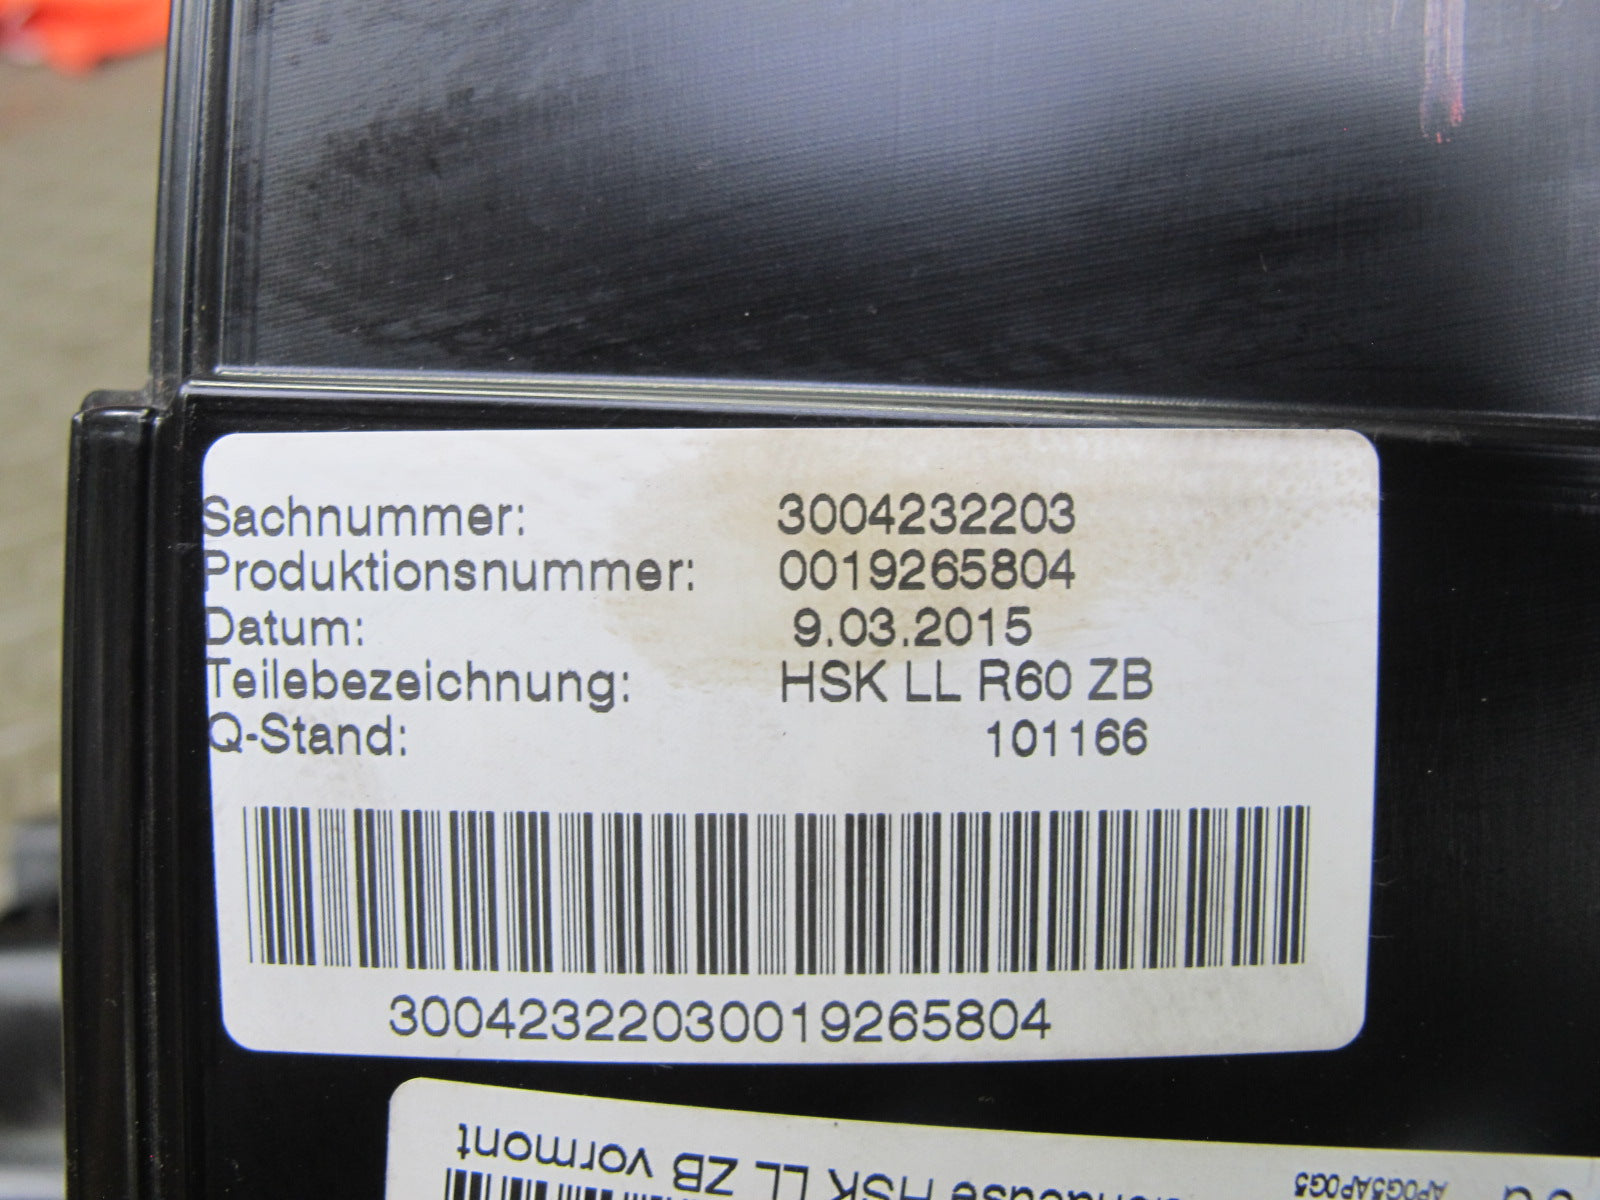 Sachnummer: 3004232203
Produktionsnummer: 0019265804
Datum: 9.03.2015
Teilebezeichnung: HSK LL R60 ZB
Q-Stand: 101166
30042322030019265804
HSK LL ZB vormont
AP0G5AP0G5